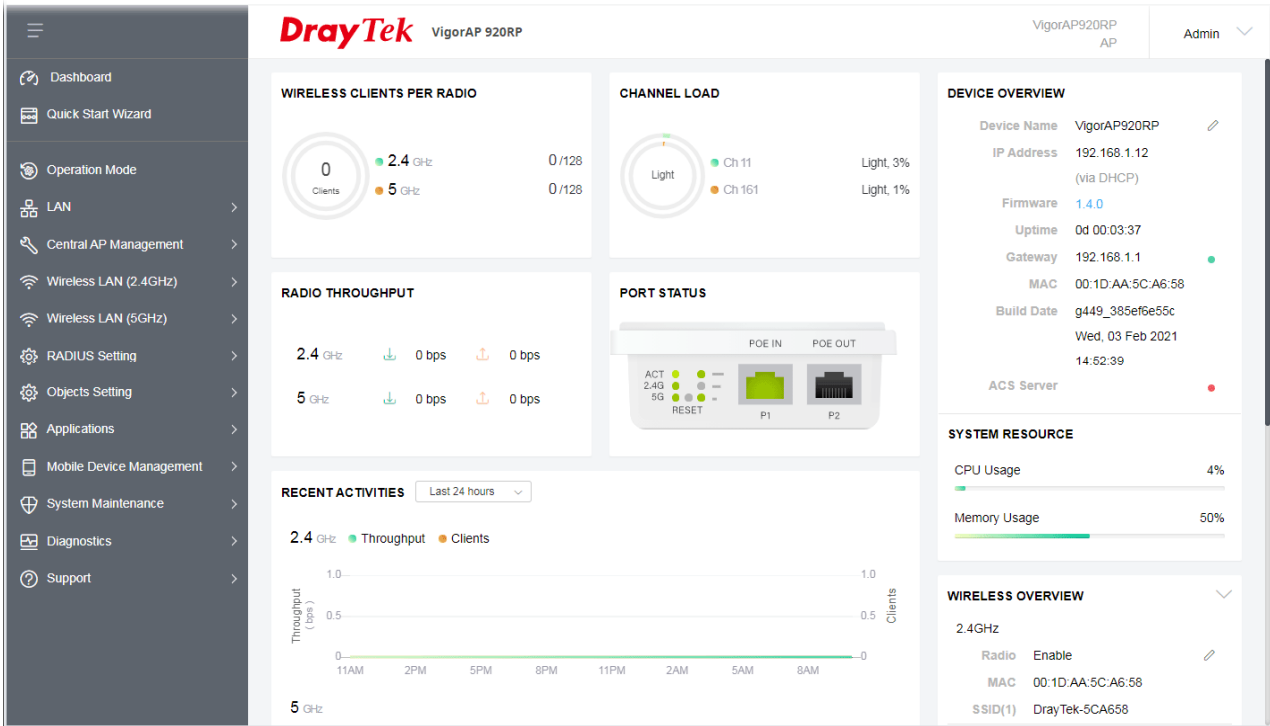 DrayTek VigorAP 920RP
VigorAP920RP
AP
Admin
Dashboard
Quick Start Wizard
Operation Mode
LAN
Central AP Management
Wireless LAN (2.4GHz)
Wireless LAN (5GHz)
RADIUS Setting
Objects Setting
Applications
Mobile Device Management
System Maintenance
Diagnostics
Support
WIRELESS CLIENTS PER RADIO
0
Clients
2.4 GHz 0 /128
5 GHz 0 /128
CHANNEL LOAD
Light
Ch 11 Light, 3%
Ch 161 Light, 1%
RADIO THROUGHPUT
2.4 GHz 0 bps 0 bps
5 GHz 0 bps 0 bps
PORT STATUS
POE IN POE OUT
ACT
2.4G
5G
RESET
P1 P2
RECENT ACTIVITIES Last 24 hours
2.4 GHz Throughput Clients
Throughput
( bps )
1.0 1.0
0.5 0.5
0 0
Clients
11AM 2PM 5PM 8PM 11PM 2AM 5AM 8AM
5 GHz
DEVICE OVERVIEW
Device Name VigorAP920RP
IP Address 192.168.1.12
(via DHCP)
Firmware 1.4.0
Uptime 0d 00:03:37
Gateway 192.168.1.1
MAC 00:1D:AA:5C:A6:58
Build Date g449_385ef6e55c
Wed, 03 Feb 2021
14:52:39
ACS Server
SYSTEM RESOURCE
CPU Usage 4%
Memory Usage 50%
WIRELESS OVERVIEW
2.4GHz
Radio Enable
MAC 00:1D:AA:5C:A6:58
SSID(1) DrayTek-5CA658